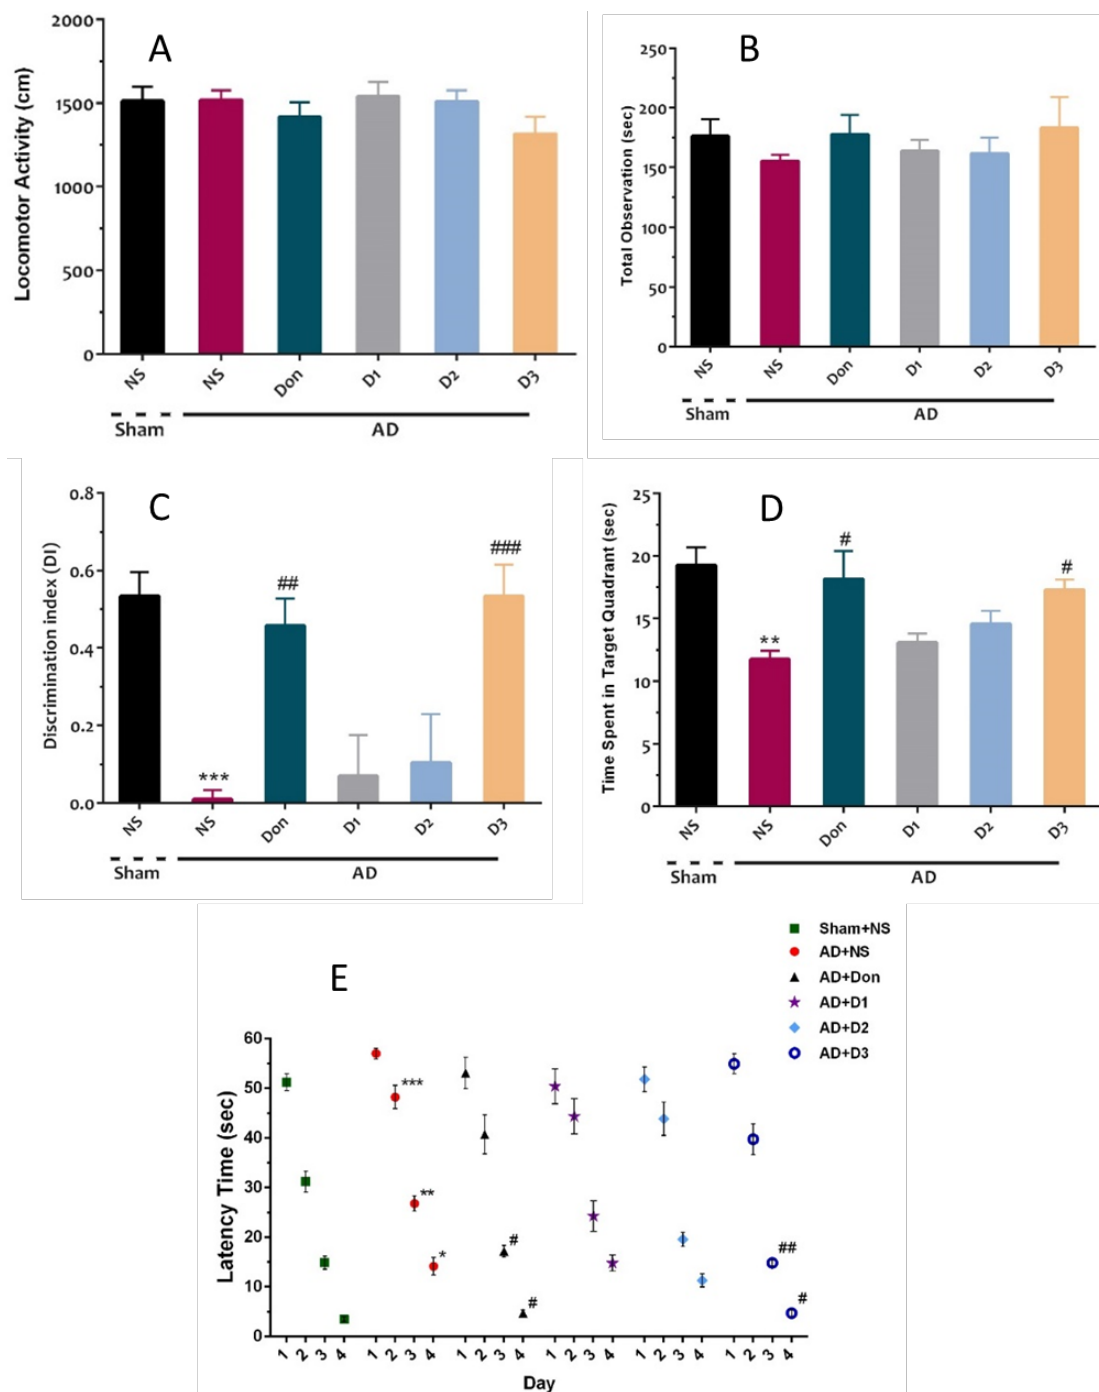 A
Locomotor Activity (cm)
2000
1500
1000
500
0
NS
NS
Don
D1
D2
D3
Sham
AD
B
Total Observation (sec)
250
200
150
100
50
0
NS
NS
Don
D1
D2
D3
Sham
AD
C
Discrimination index (DI)
0.8
0.6
0.4
0.2
0.0
***
##
###
NS
NS
Don
D1
D2
D3
Sham
AD
D
Time Spent in Target Quadrant (sec)
25
20
15
10
5
0
**
#
#
NS
NS
Don
D1
D2
D3
Sham
AD
E
Sham+NS
AD+NS
AD+Don
AD+D1
AD+D2
AD+D3
Latency Time (sec)
60
50
40
30
20
10
0
***
**
*
#
#
##
#
1 2 3 4 1 2 3 4 1 2 3 4 1 2 3 4 1 2 3 4 1 2 3 4
Day